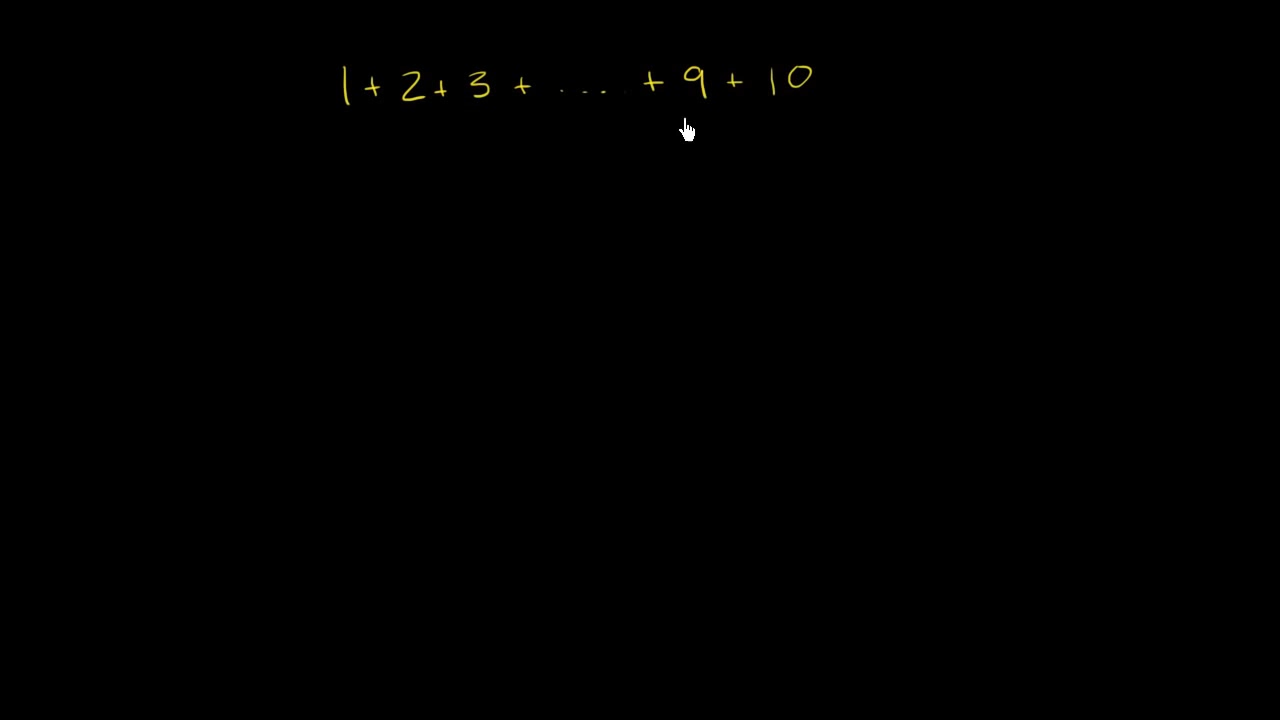 1 + 2 + 3 + .... + 9 + 10